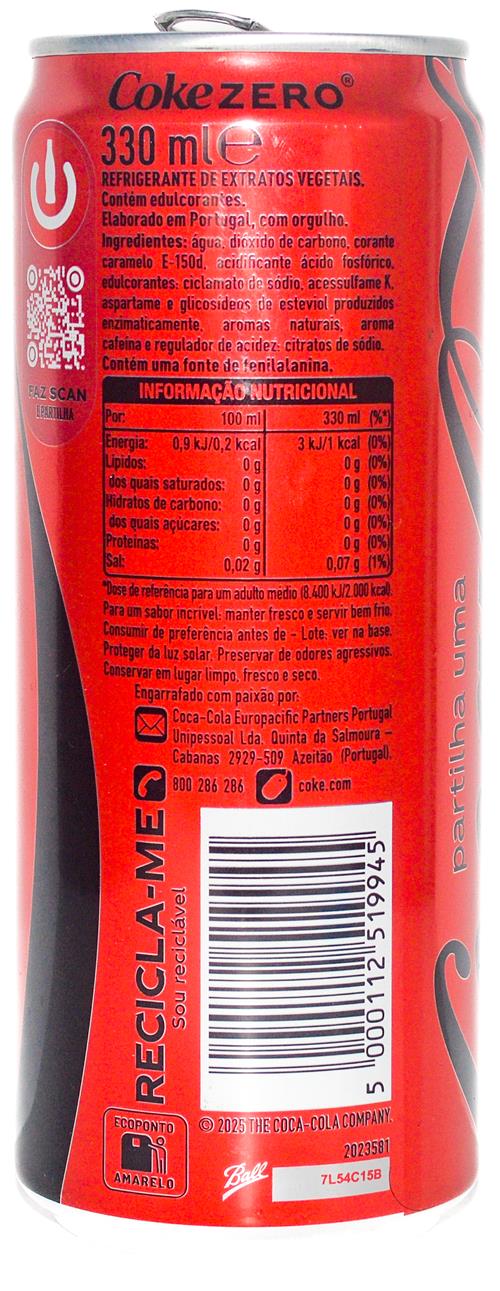 Coke ZERO®
330 ml e
REFRIGERANTE DE EXTRATOS VEGETAIS.
Contém edulcorantes.
Elaborado em Portugal, com orgulho.
Ingredientes: água, dióxido de carbono, corante
caramelo E-150d, acidificante ácido fosfórico,
edulcorantes: ciclamato de sódio, acessulfame K,
aspartame e glicosídeos de esteviol produzidos
enzimaticamente, aromas naturais, aroma
cafeína e regulador de acidez: citratos de sódio.
Contém uma fonte de fenilalanina.
FAZ SCAN
E PARTILHA
INFORMAÇÃO NUTRICIONAL
Por: 100 ml 330 ml (%*)
Energia: 0,9 kJ/0,2 kcal 3 kJ/1 kcal (0%)
Lípidos: 0 g 0 g (0%)
dos quais saturados: 0 g 0 g (0%)
Hidratos de carbono: 0 g 0 g (0%)
dos quais açúcares: 0 g 0 g (0%)
Proteínas: 0 g 0 g (0%)
Sal: 0,02 g 0,07 g (1%)
*Dose de referência para um adulto médio (8.400 kJ/2.000 kcal).
Para um sabor incrível: manter fresco e servir bem frio.
Consumir de preferência antes de - Lote: ver na base.
Proteger da luz solar. Preservar de odores agressivos.
Conservar em lugar limpo, fresco e seco.
Engarrafado com paixão por:
Coca-Cola Europacific Partners Portugal
Unipessoal Lda. Quinta da Salmoura –
Cabanas 2929-509 Azeitão (Portugal).
800 286 286 coke.com
RECICLA-ME
Sou reciclável
5 000112 519945
partilha uma
ECOPONTO
AMARELO
© 2025 THE COCA-COLA COMPANY.
2023581
Ball
7L54C15B